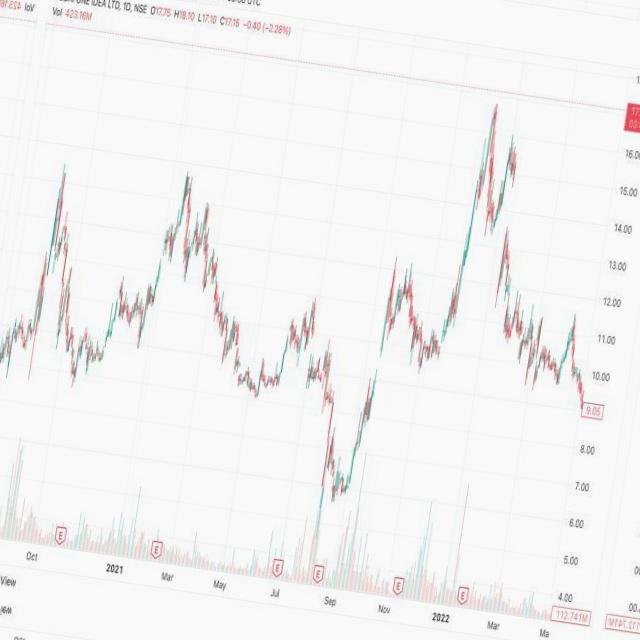 IDEA LTD, 1D, NSE O17.75 H18.10 L17.10 C17.15 −0.40 (−2.28%)
Vol 423.16M
Vol
16.00
15.00
14.00
13.00
12.00
11.00
10.00
9.05
8.00
7.00
6.00
5.00
4.00
112.741M
E
E
E
E
E
E
Oct
2021
Mar
May
Jul
Sep
Nov
2022
Mar
Ma
View